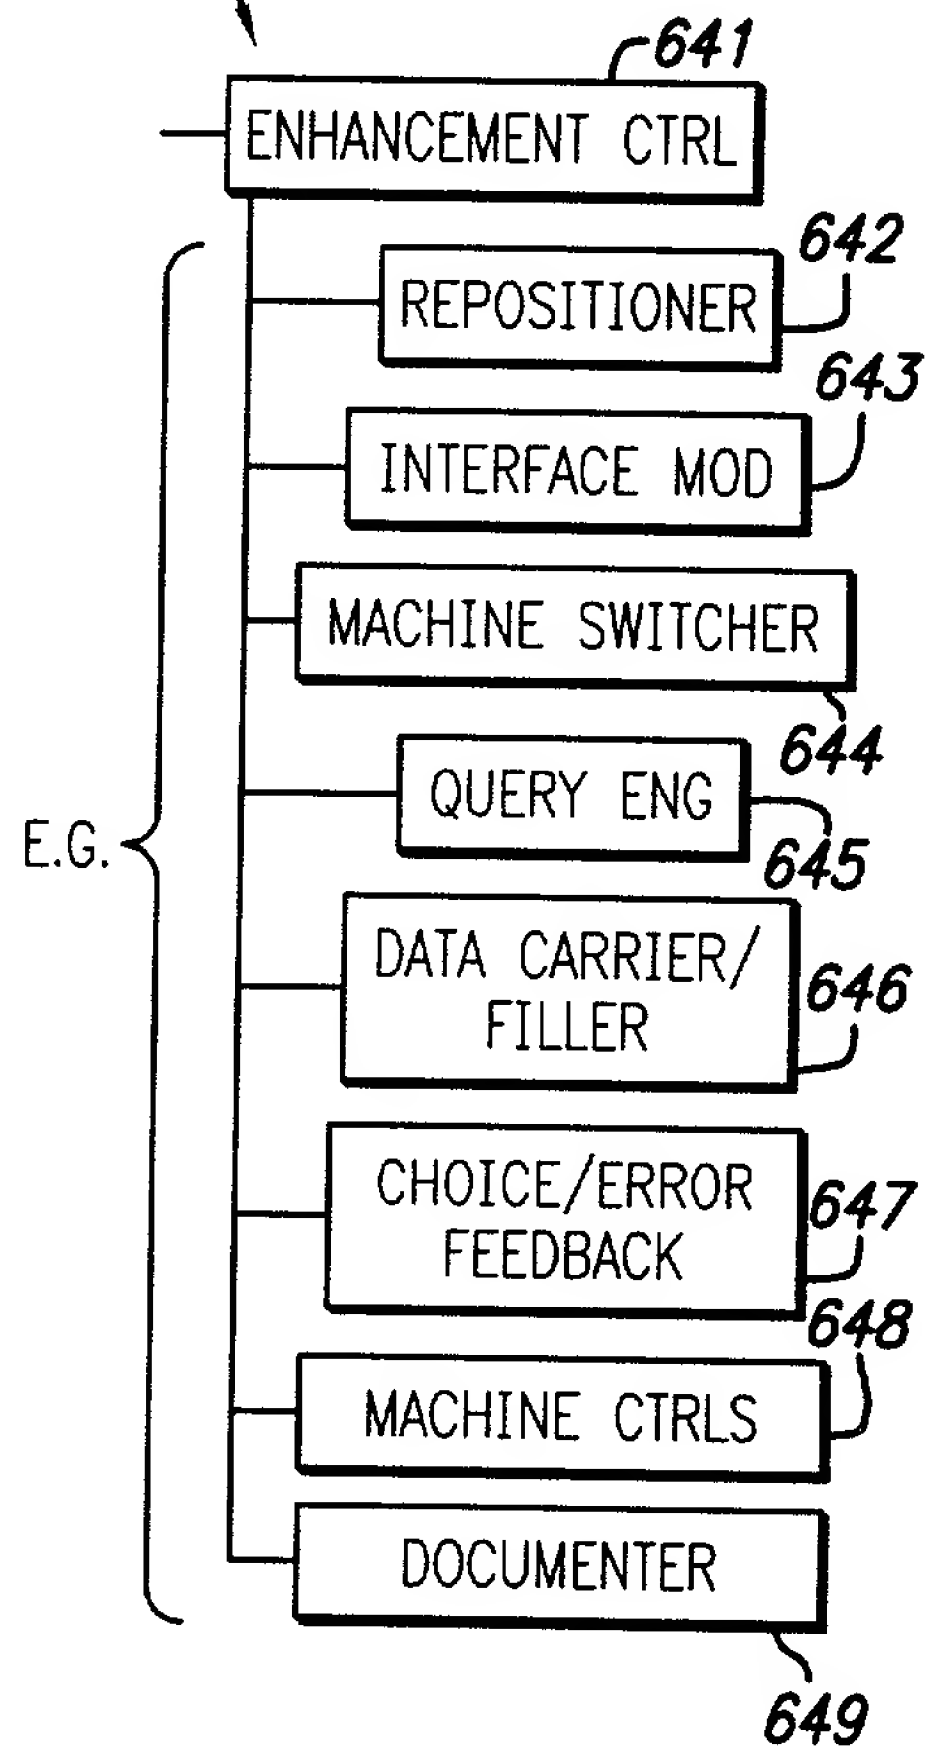 641
ENHANCEMENT CTRL
642
REPOSITIONER
643
INTERFACE MOD
MACHINE SWITCHER
644
QUERY ENG
E.G.
645
DATA CARRIER/
FILLER
646
CHOICE/ERROR
FEEDBACK
647
648
MACHINE CTRLS
DOCUMENTER
649